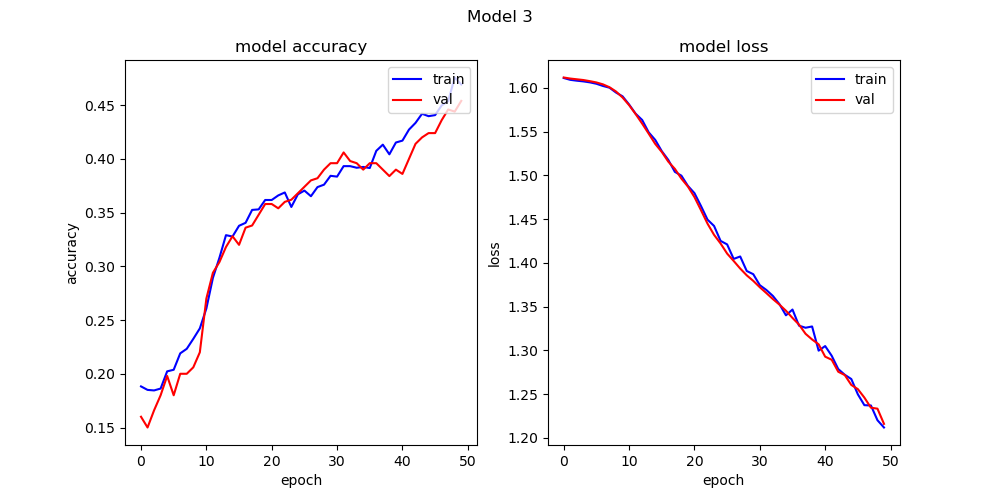 Model 3
model accuracy
train
val
0.45
0.40
0.35
0.30
0.25
0.20
0.15
accuracy
0 10 20 30 40 50
epoch
model loss
train
val
1.60
1.55
1.50
1.45
1.40
1.35
1.30
1.25
1.20
loss
0 10 20 30 40 50
epoch